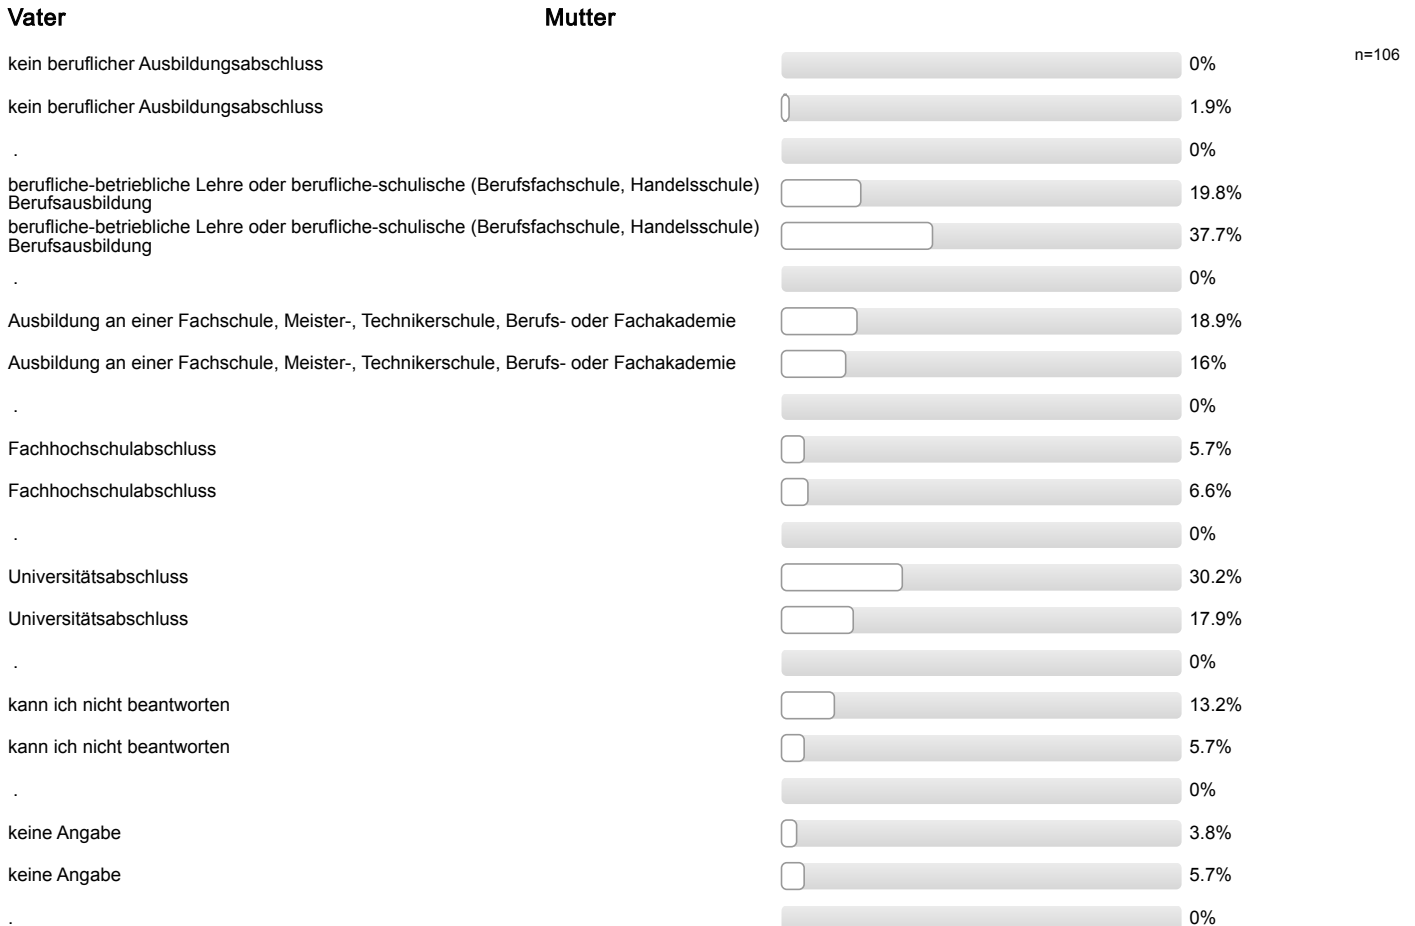 Vater Mutter
kein beruflicher Ausbildungsabschluss 0% n=106
kein beruflicher Ausbildungsabschluss 1.9%
. 0%
berufliche-betriebliche Lehre oder berufliche-schulische (Berufsfachschule, Handelsschule)
Berufsausbildung 19.8%
berufliche-betriebliche Lehre oder berufliche-schulische (Berufsfachschule, Handelsschule)
Berufsausbildung 37.7%
. 0%
Ausbildung an einer Fachschule, Meister-, Technikerschule, Berufs- oder Fachakademie 18.9%
Ausbildung an einer Fachschule, Meister-, Technikerschule, Berufs- oder Fachakademie 16%
. 0%
Fachhochschulabschluss 5.7%
Fachhochschulabschluss 6.6%
. 0%
Universitätsabschluss 30.2%
Universitätsabschluss 17.9%
. 0%
kann ich nicht beantworten 13.2%
kann ich nicht beantworten 5.7%
. 0%
keine Angabe 3.8%
keine Angabe 5.7%
. 0%